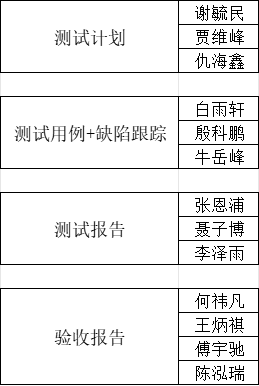 测试计划
谢毓民
贾维峰
仇海鑫
测试用例+缺陷跟踪
白雨轩
殷科鹏
牛岳峰
测试报告
张恩浦
聂子博
李泽雨
验收报告
何祎凡
王炳祺
傅宇驰
陈泓瑞